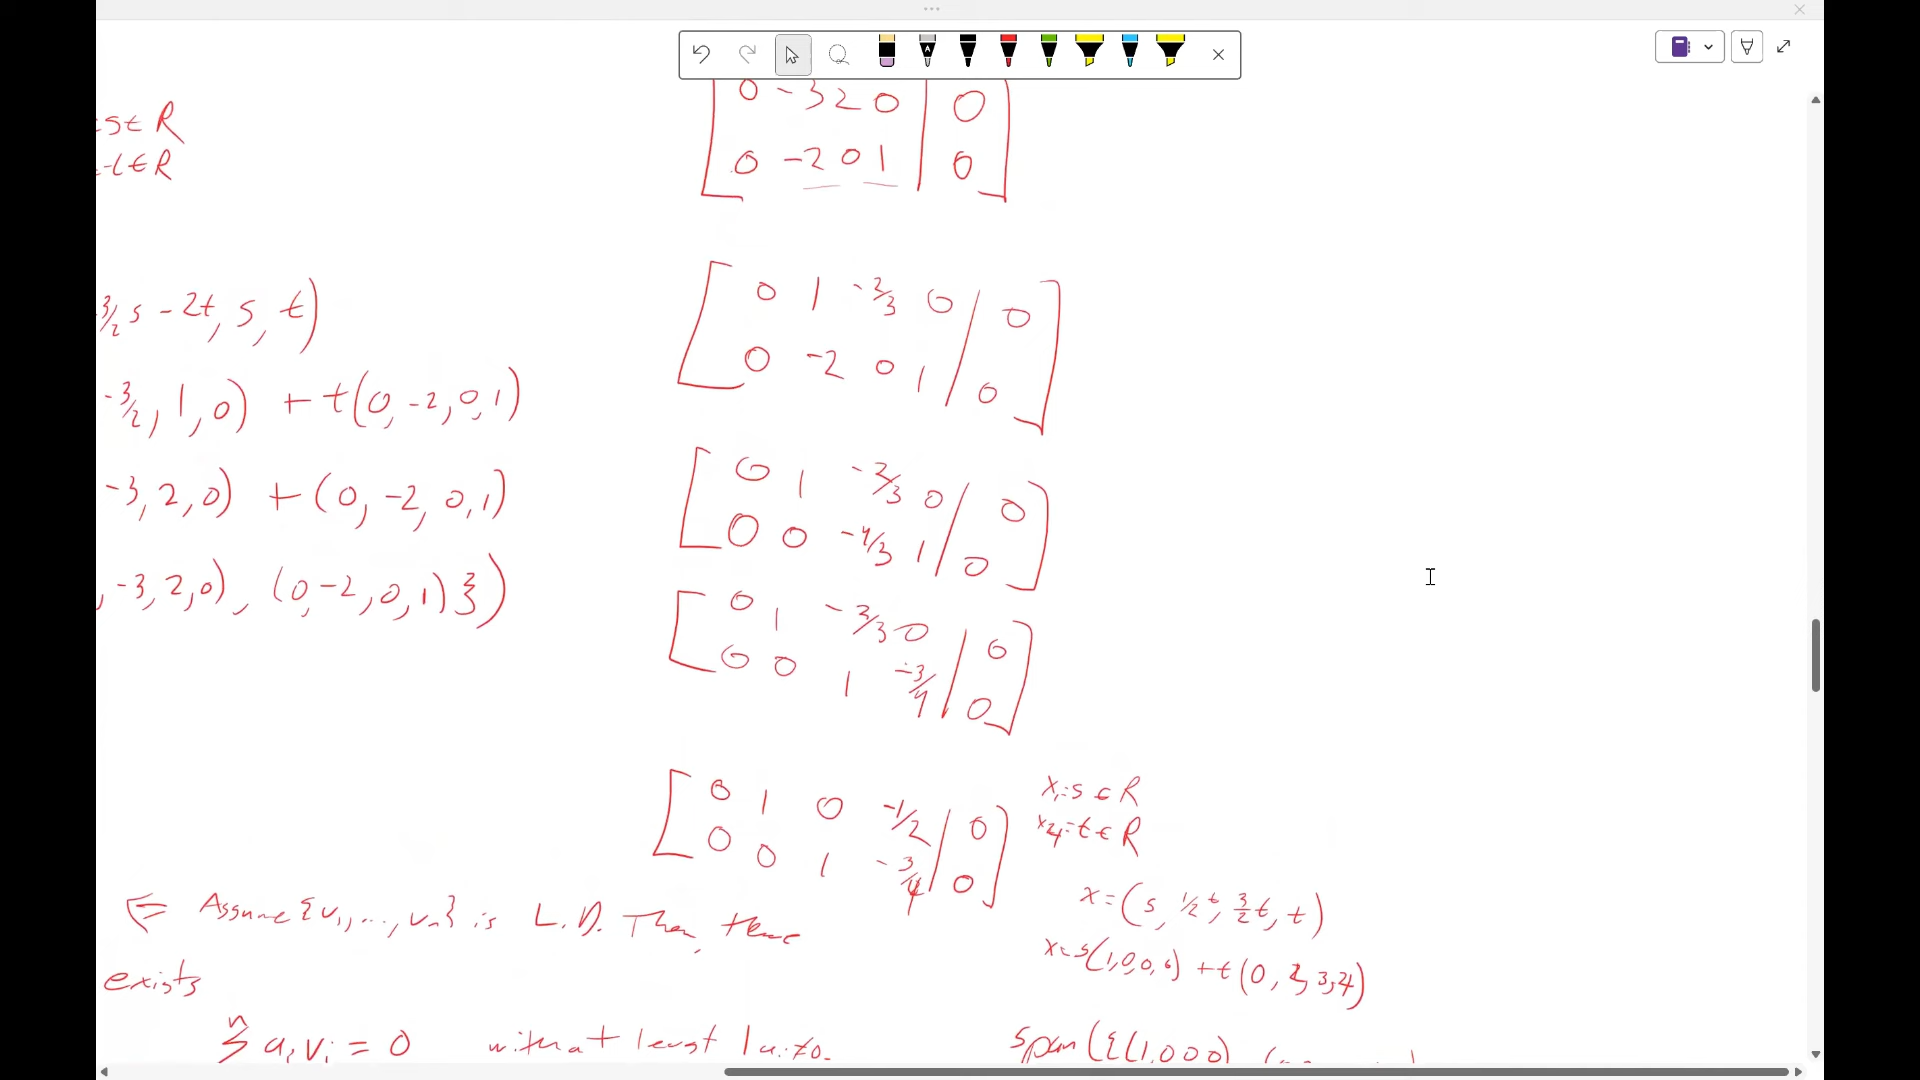 s∈R
t∈R
3/2 s - 2t, s, t)
-3/2, 1, 0) + t(0, -2, 0, 1)
-3, 2, 0) + (0, -2, 0, 1)
, -3, 2, 0), (0, -2, 0, 1)})
0 -3 2 0 | 0
0 -2 0 1 | 0
0 1 -2/3 0 | 0
0 -2 0 1 | 0
0 1 -2/3 0 | 0
0 0 -4/3 1 | 0
0 1 -2/3 0 | 0
0 0 1 -3/4 | 0
0 1 0 -1/2 | 0
0 0 1 -3/4 | 0
x₁=s∈R
x₄=t∈R
x=(s, 1/2t, 3/2t, t)
x=s(1,0,0,0) + t(0, 2, 3, 4)
⇐ Assume {v₁,...,vₙ} is L.D. Then, there
exists
Σ aᵢvᵢ = 0 with at least 1 aᵢ≠0.
span({(1,0,0,0)